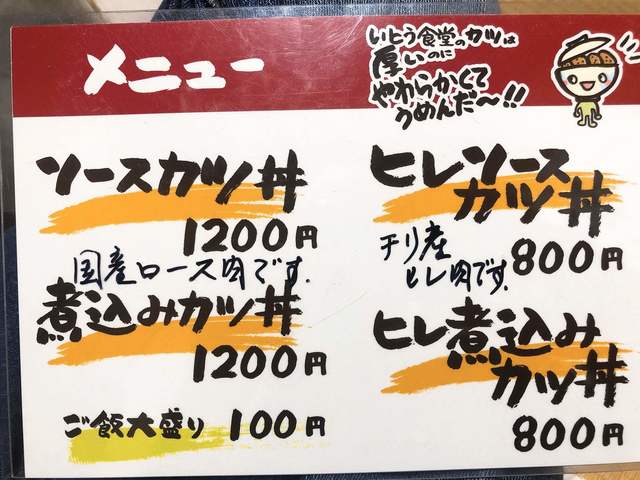 メニュー
いとう食堂のカツは
厚いのに
やわらかくて
うめんだ〜!!
ソースカツ丼
1200円
国産ロース肉です.
煮込みカツ丼
1200円
ご飯大盛り 100円
ヒレソース
カツ丼
800円
チリ産
ヒレ肉です.
ヒレ煮込み
カツ丼
800円